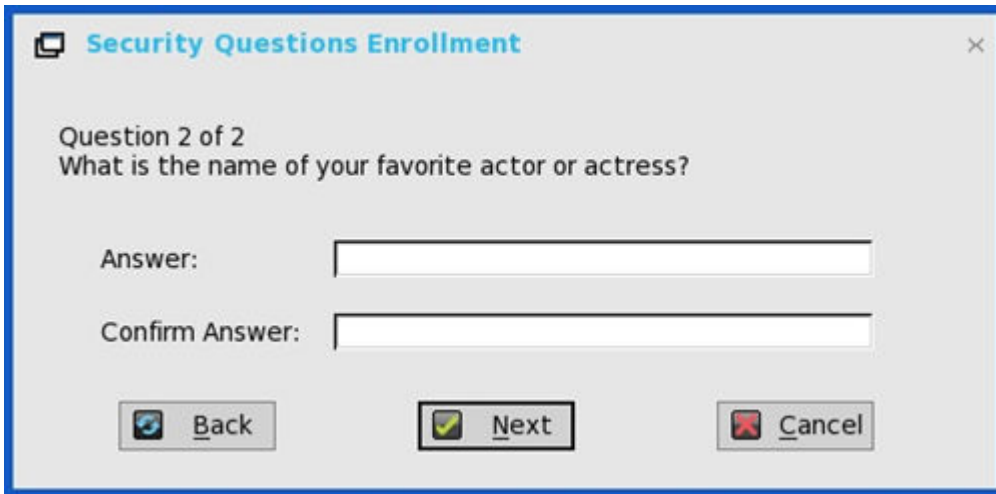 Security Questions Enrollment
Question 2 of 2
What is the name of your favorite actor or actress?
Answer:
Confirm Answer:
Back Next Cancel